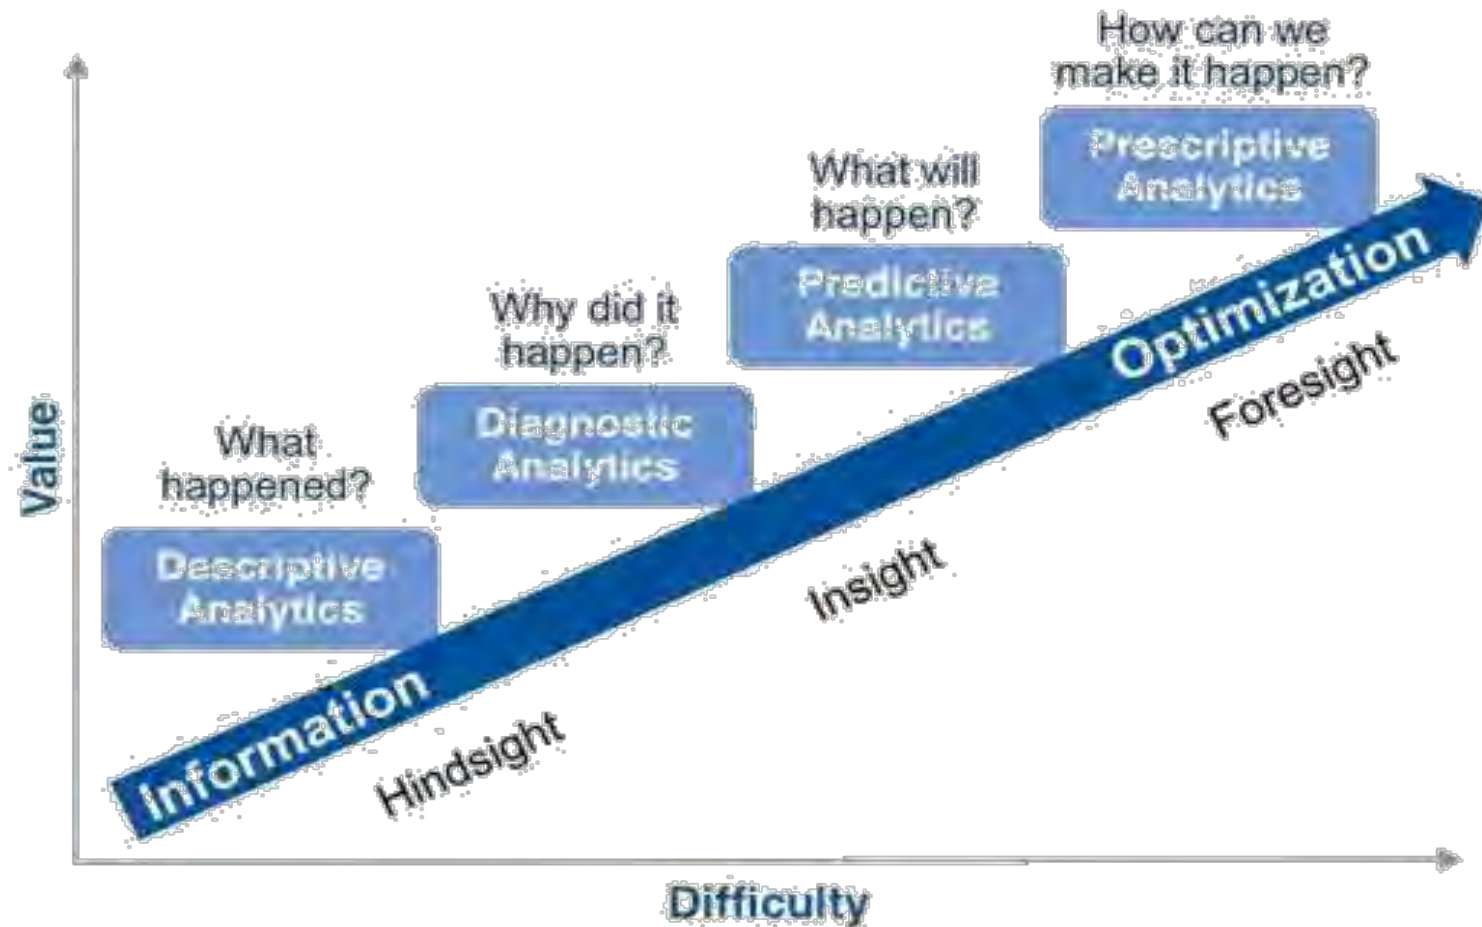 How can we
make it happen?
Prescriptive
Analytics
What will
happen?
Predictive
Analytics
Why did it
happen?
Diagnostic
Analytics
What
happened?
Descriptive
Analytics
Value
Information
Optimization
Hindsight
Insight
Foresight
Difficulty